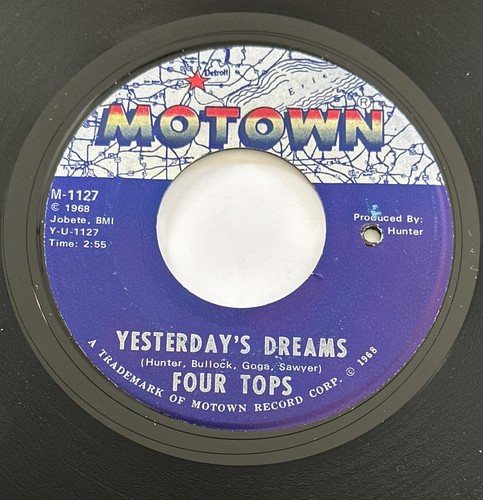 Detroit
Erie
MOTOWN®
M-1127
© 1968
Jobete, BMI
Y-U-1127
Time: 2:55
Produced By:
Hunter
YESTERDAY'S DREAMS
(Hunter, Bullock, Goga, Sawyer)
FOUR TOPS
A TRADEMARK OF MOTOWN RECORD CORP. © 1968